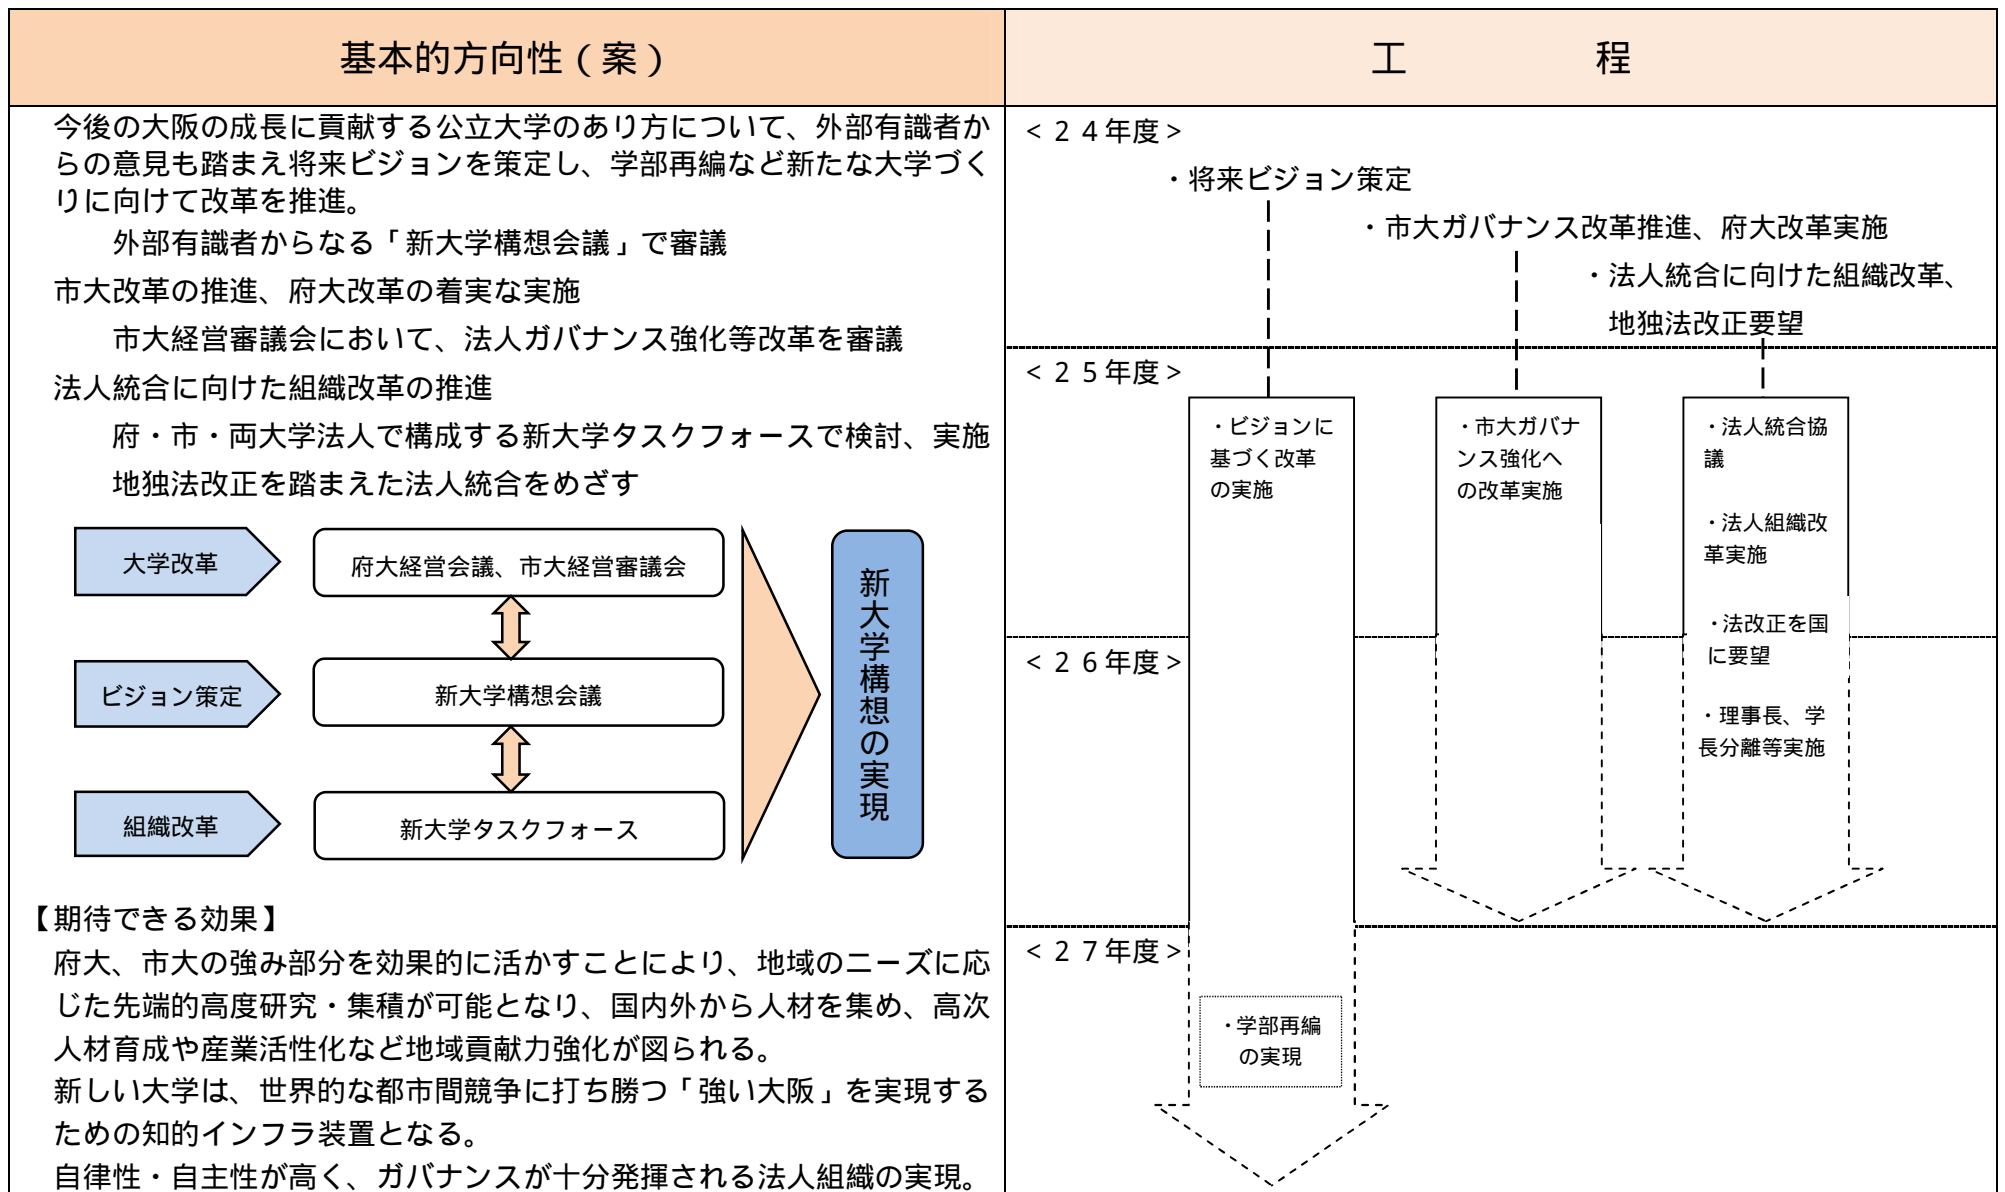 基本的方向性（案）
今後の大阪の成長に貢献する公立大学のあり方について、外部有識者か
らの意見も踏まえ将来ビジョンを策定し、学部再編など新たな大学づく
りに向けて改革を推進。
外部有識者からなる「新大学構想会議」で審議
市大改革の推進、府大改革の着実な実施
市大経営審議会において、法人ガバナンス強化等改革を審議
法人統合に向けた組織改革の推進
府・市・両大学法人で構成する新大学タスクフォースで検討、実施
地独法改正を踏まえた法人統合をめざす
大学改革
府大経営会議、市大経営審議会
ビジョン策定
新大学構想会議
組織改革
新大学タスクフォース
新大学構想の実現
【期待できる効果】
府大、市大の強み部分を効果的に活かすことにより、地域のニーズに応
じた先端的高度研究・集積が可能となり、国内外から人材を集め、高次
人材育成や産業活性化など地域貢献力強化が図られる。
新しい大学は、世界的な都市間競争に打ち勝つ「強い大阪」を実現する
ための知的インフラ装置となる。
自律性・自主性が高く、ガバナンスが十分発揮される法人組織の実現。
工　　　程
＜２４年度＞
・将来ビジョン策定
・市大ガバナンス改革推進、府大改革実施
・法人統合に向けた組織改革、
地独法改正要望
＜２５年度＞
・ビジョンに
基づく改革
の実施
・市大ガバナ
ンス強化へ
の改革実施
・法人統合協
議
・法人組織改
革実施
・法改正を国
に要望
＜２６年度＞
・理事長、学
長分離等実施
＜２７年度＞
・学部再編
の実現